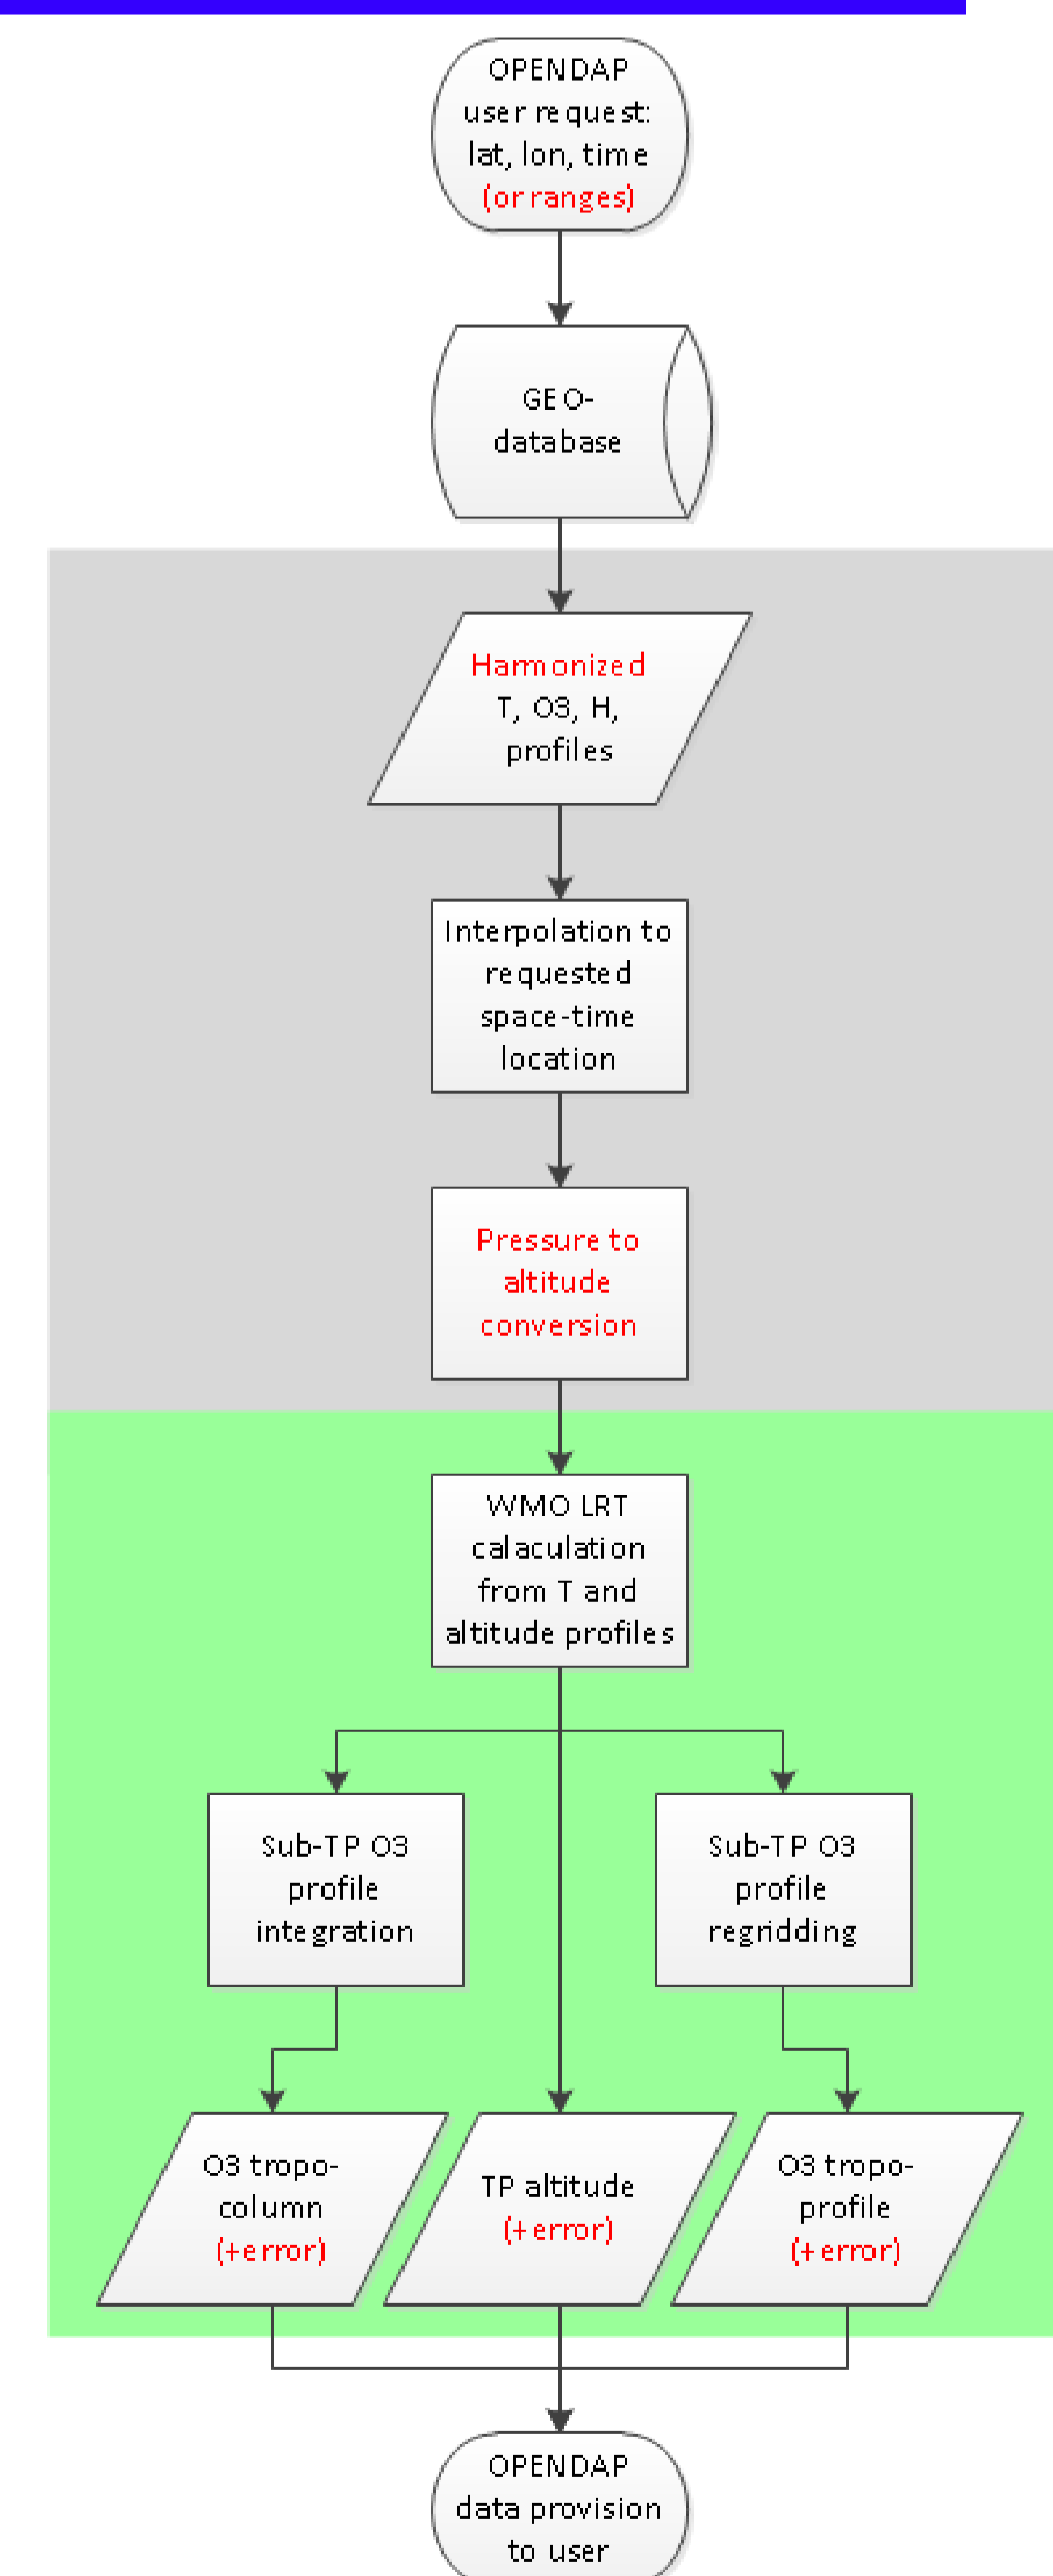 OPENDAP
user request:
lat, lon, time
(or ranges)
GEO-
database
Harmonized
T, O3, H,
profiles
Interpolation to
requested
space-time
location
Pressure to
altitude
conversion
WMO LRT
calaculation
from T and
altitude profiles
Sub-TP O3
profile
integration
Sub-TP O3
profile
regridding
O3 tropo-
column
(+error)
TP altitude
(+error)
O3 tropo-
profile
(+error)
OPENDAP
data provision
to user